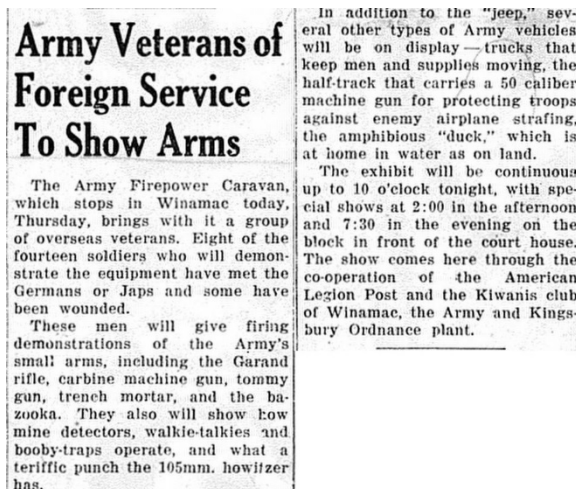 Army Veterans of
Foreign Service
To Show Arms
The Army Firepower Caravan,
which stops in Winamac today,
Thursday, brings with it a group
of overseas veterans. Eight of the
fourteen soldiers who will demon-
strate the equipment have met the
Germans or Japs and some have
been wounded.
These men will give firing
demonstrations of the Army's
small arms, including the Garand
rifle, carbine machine gun, tommy
gun, trench mortar, and the ba-
zooka. They also will show how
mine detectors, walkie-talkies and
booby-traps operate, and what a
teriffic punch the 105mm. howitzer
has.
In addition to the "jeep," sev-
eral other types of Army vehicles
will be on display—trucks that
keep men and supplies moving, the
half-track that carries a 50 caliber
machine gun for protecting troops
against enemy airplane strafing,
the amphibious "duck," which is
at home in water as on land.
The exhibit will be continuous
up to 10 o'clock tonight, with spe-
cial shows at 2:00 in the afternoon
and 7:30 in the evening on the
block in front of the court house.
The show comes here through the
co-operation of the American
Legion Post and the Kiwanis club
of Winamac, the Army and Kings-
bury Ordnance plant.